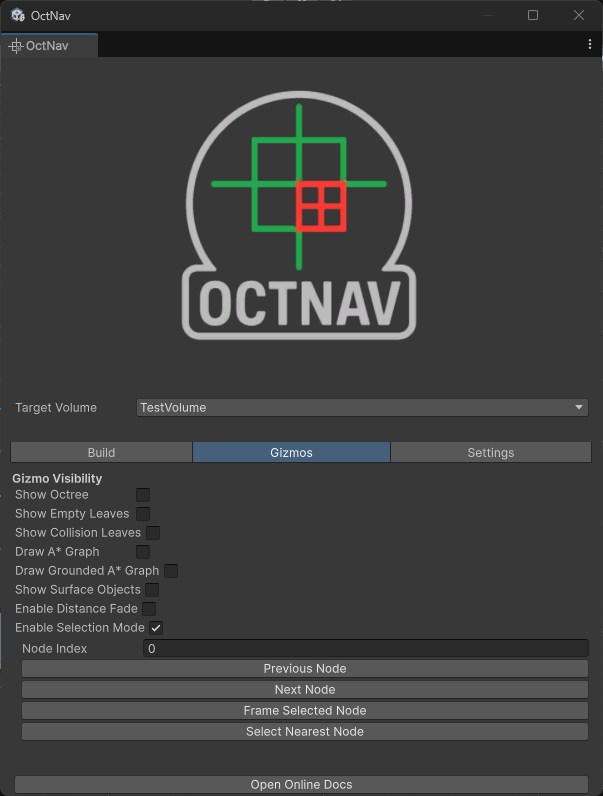 OctNav
OctNav
OCTNAV
Target Volume TestVolume
Build Gizmos Settings
Gizmo Visibility
Show Octree
Show Empty Leaves
Show Collision Leaves
Draw A* Graph
Draw Grounded A* Graph
Show Surface Objects
Enable Distance Fade
Enable Selection Mode
Node Index 0
Previous Node
Next Node
Frame Selected Node
Select Nearest Node
Open Online Docs